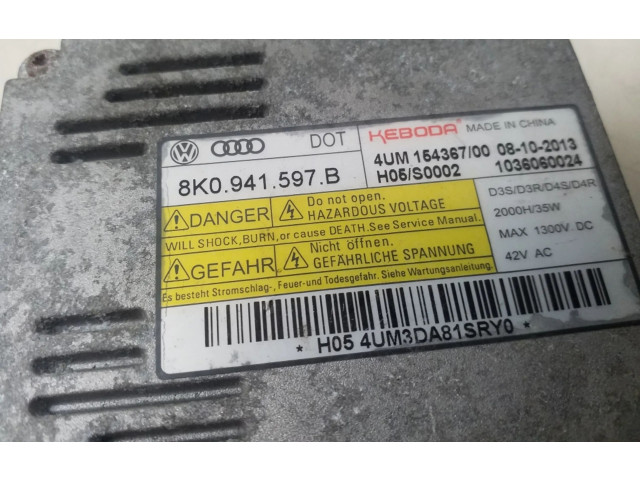 DOT KEBODA MADE IN CHINA
8K0.941.597.B
4UM 154367/00 08-10-2013
H05/S0002 1036060024
DANGER
Do not open.
HAZARDOUS VOLTAGE
WILL SHOCK, BURN, or cause DEATH. See Service Manual.
GEFAHR
Nicht öffnen.
GEFÄHRLICHE SPANNUNG
Es besteht Stromschlag-, Feuer-und Todesgefahr. Siehe Wartungsanleitung.
D3S/D3R/D4S/D4R
2000H/35W
MAX 1300V DC
42V AC
* H05 4UM3DA81SRY0 *